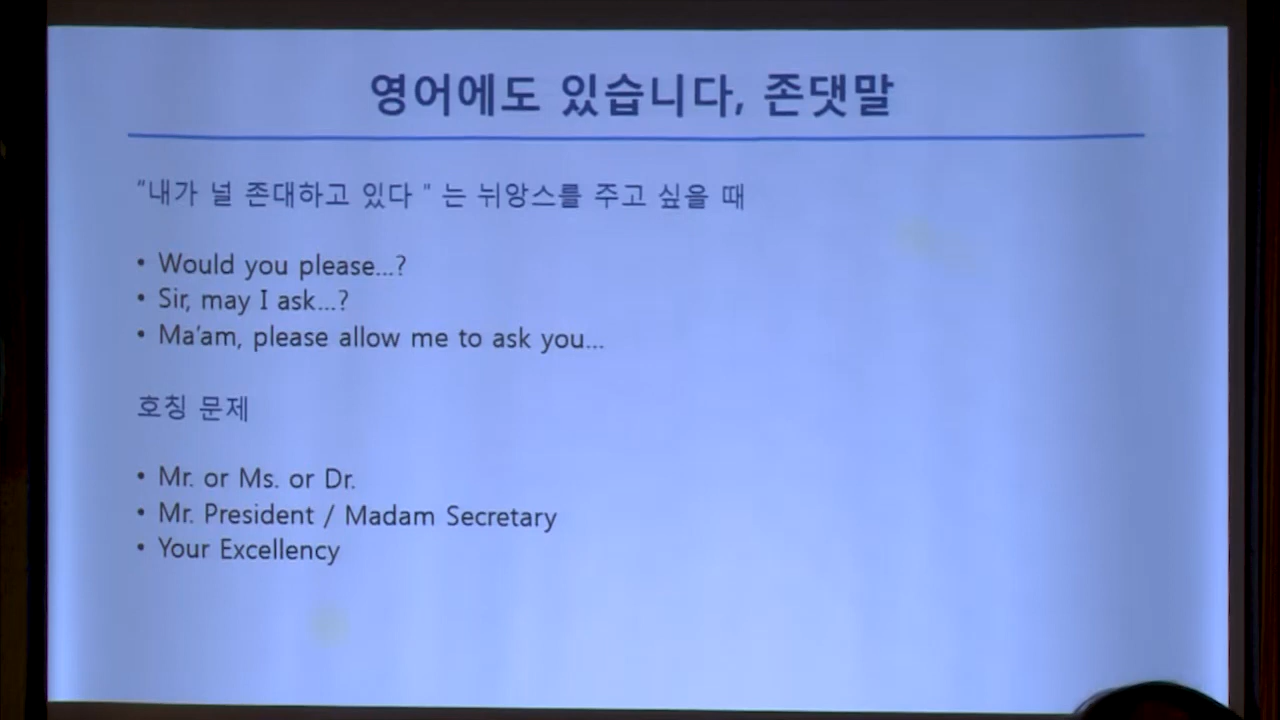 영어에도 있습니다, 존댓말
“내가 널 존대하고 있다 ” 는 뉘앙스를 주고 싶을 때
• Would you please...?
• Sir, may I ask...?
• Ma’am, please allow me to ask you...
호칭 문제
• Mr. or Ms. or Dr.
• Mr. President / Madam Secretary
• Your Excellency